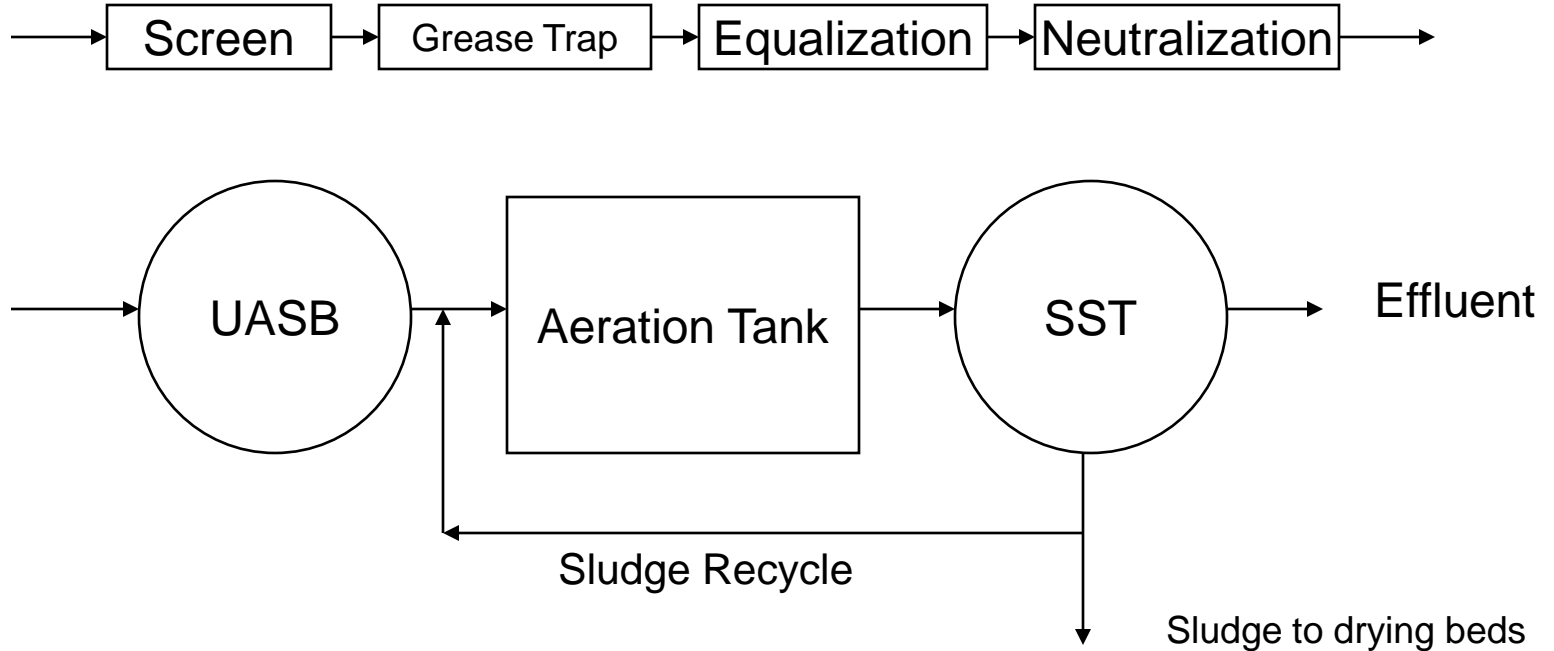 Screen
Grease Trap
Equalization
Neutralization
UASB
Aeration Tank
SST
Effluent
Sludge Recycle
Sludge to drying beds